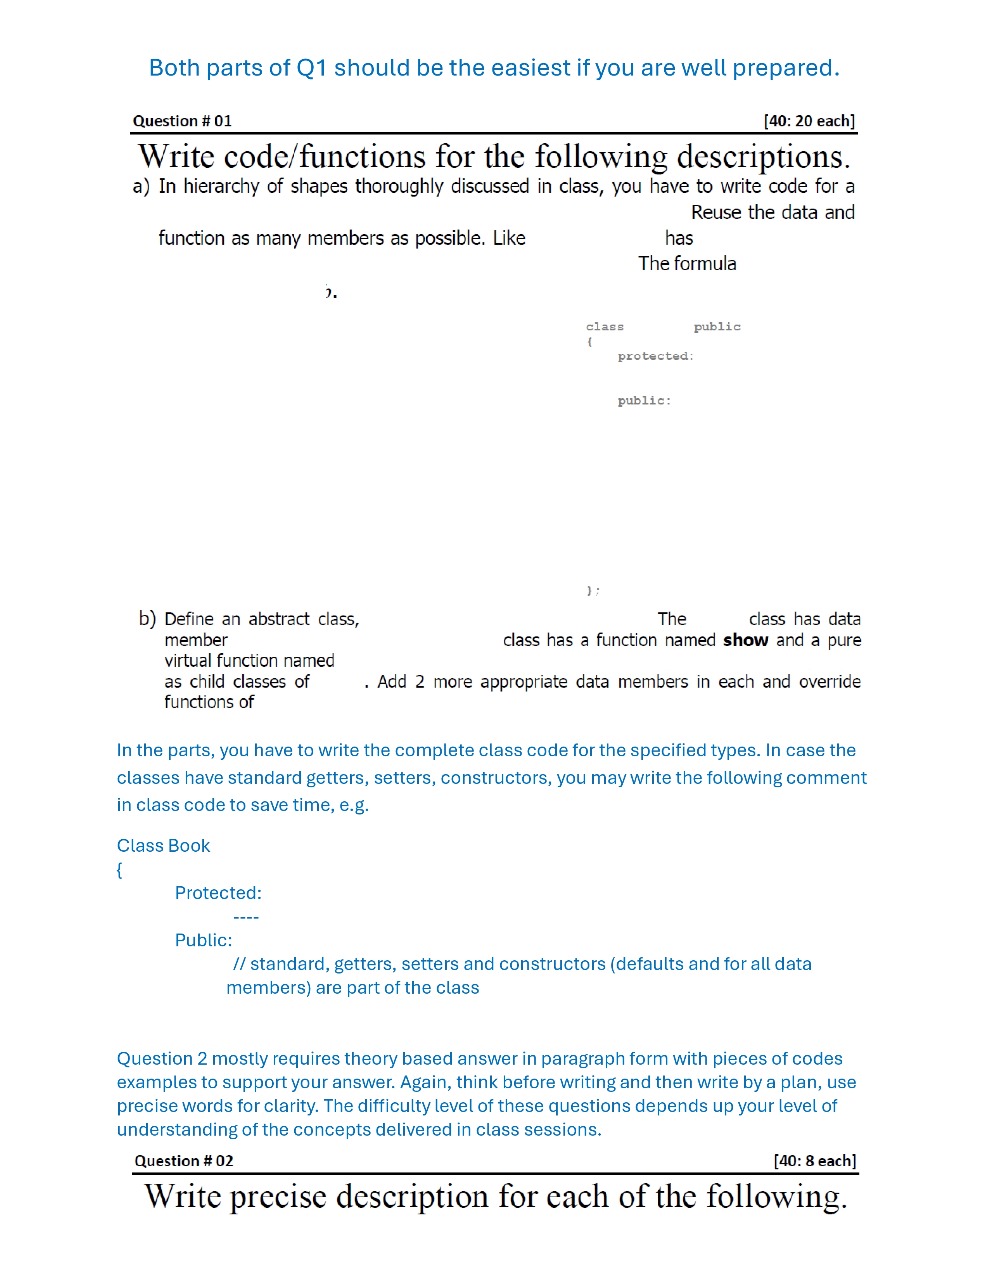 Both parts of Q1 should be the easiest if you are well prepared.
Question # 01 [40: 20 each]
Write code/functions for the following descriptions.
a) In hierarchy of shapes thoroughly discussed in class, you have to write code for a
Reuse the data and
function as many members as possible. Like has
The formula
.
class public
{
protected:
public:
};
b) Define an abstract class, The class has data
member class has a function named show and a pure
virtual function named
as child classes of . Add 2 more appropriate data members in each and override
functions of
In the parts, you have to write the complete class code for the specified types. In case the
classes have standard getters, setters, constructors, you may write the following comment
in class code to save time, e.g.
Class Book
{
Protected:
----
Public:
// standard, getters, setters and constructors (defaults and for all data
members) are part of the class
Question 2 mostly requires theory based answer in paragraph form with pieces of codes
examples to support your answer. Again, think before writing and then write by a plan, use
precise words for clarity. The difficulty level of these questions depends up your level of
understanding of the concepts delivered in class sessions.
Question # 02 [40: 8 each]
Write precise description for each of the following.